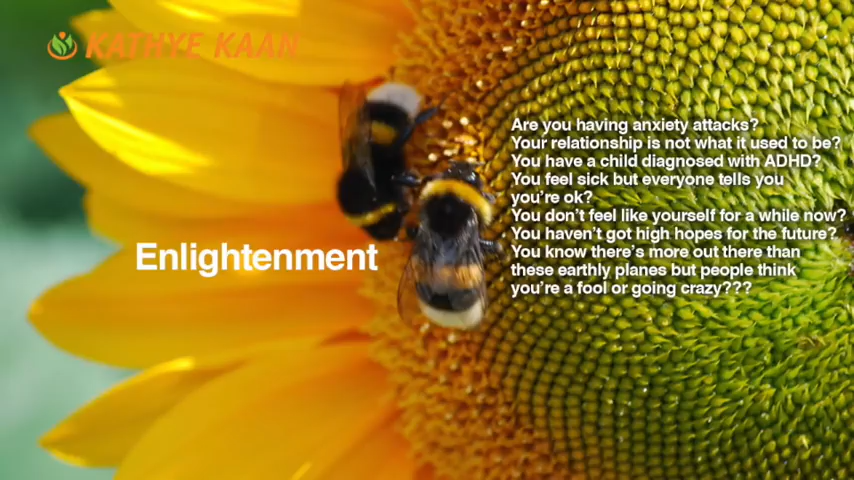 KATHYE KAAN
Are you having anxiety attacks?
Your relationship is not what it used to be?
You have a child diagnosed with ADHD?
You feel sick but everyone tells you
you're ok?
You don't feel like yourself for a while now?
You haven't got high hopes for the future?
You know there's more out there than
these earthly planes but people think
you're a fool or going crazy???
Enlightenment